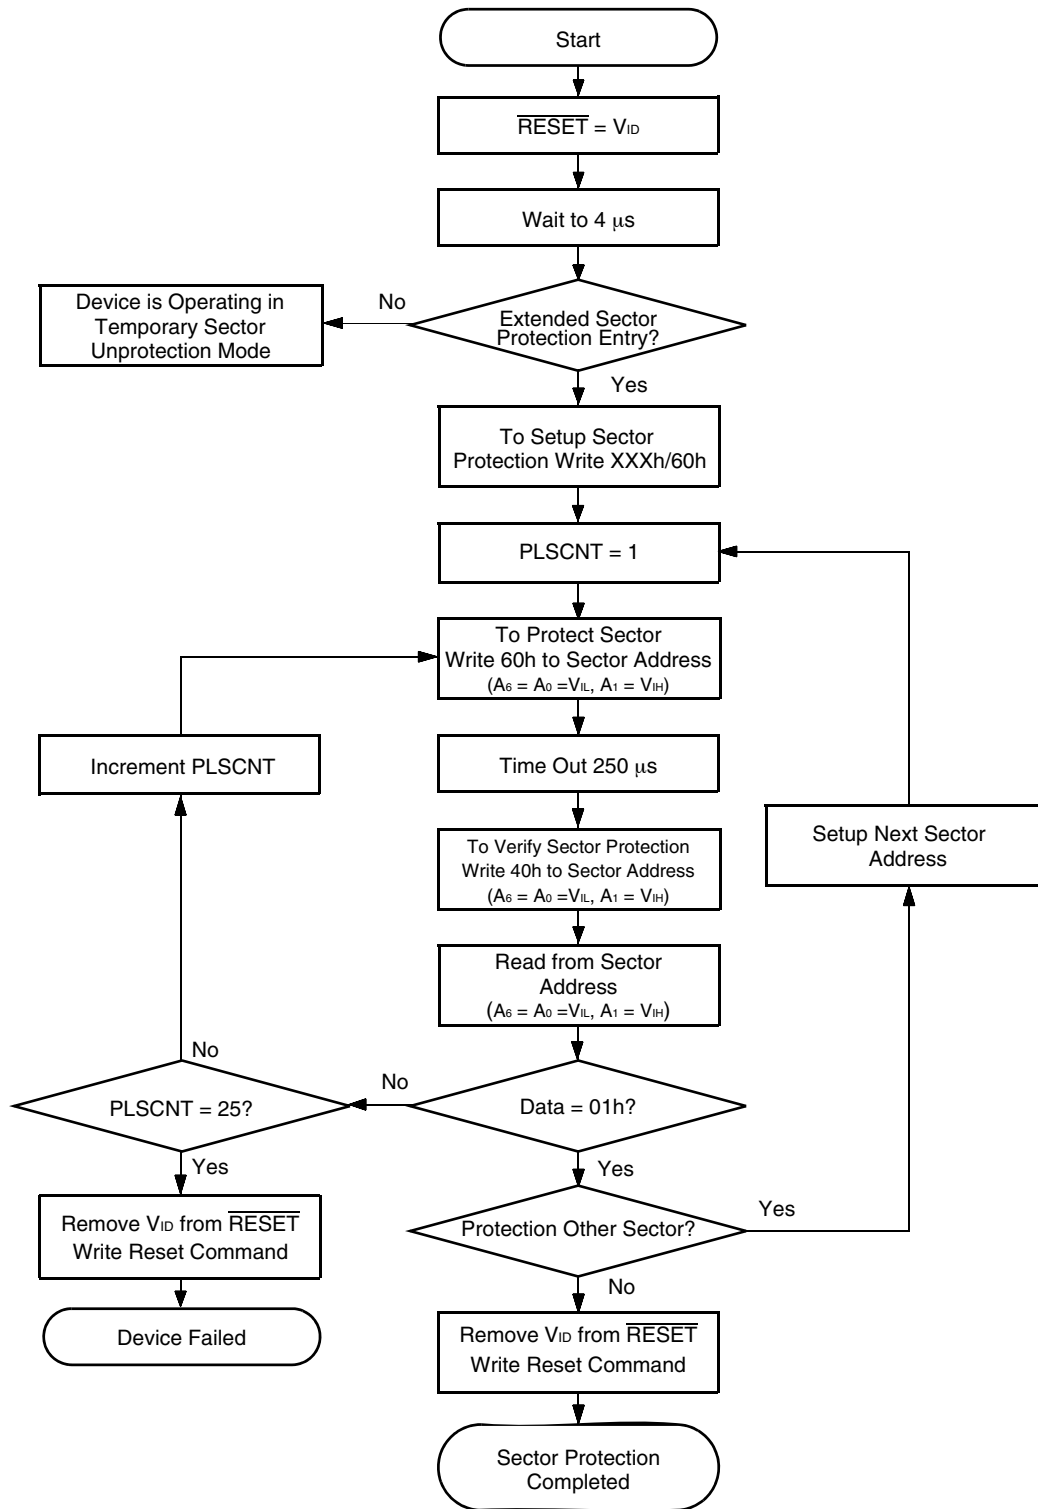 Start
RESET = VID
Wait to 4 μs
No
Device is Operating in
Temporary Sector
Unprotection Mode
Extended Sector
Protection Entry?
Yes
To Setup Sector
Protection Write XXXh/60h
PLSCNT = 1
To Protect Sector
Write 60h to Sector Address
(A6 = A0 =VIL, A1 = VIH)
Increment PLSCNT
Time Out 250 μs
To Verify Sector Protection
Write 40h to Sector Address
(A6 = A0 =VIL, A1 = VIH)
Setup Next Sector
Address
Read from Sector
Address
(A6 = A0 =VIL, A1 = VIH)
No
No
PLSCNT = 25?
Data = 01h?
Yes
Yes
Protection Other Sector?
Yes
Remove VID from RESET
Write Reset Command
No
Device Failed
Remove VID from RESET
Write Reset Command
Sector Protection
Completed